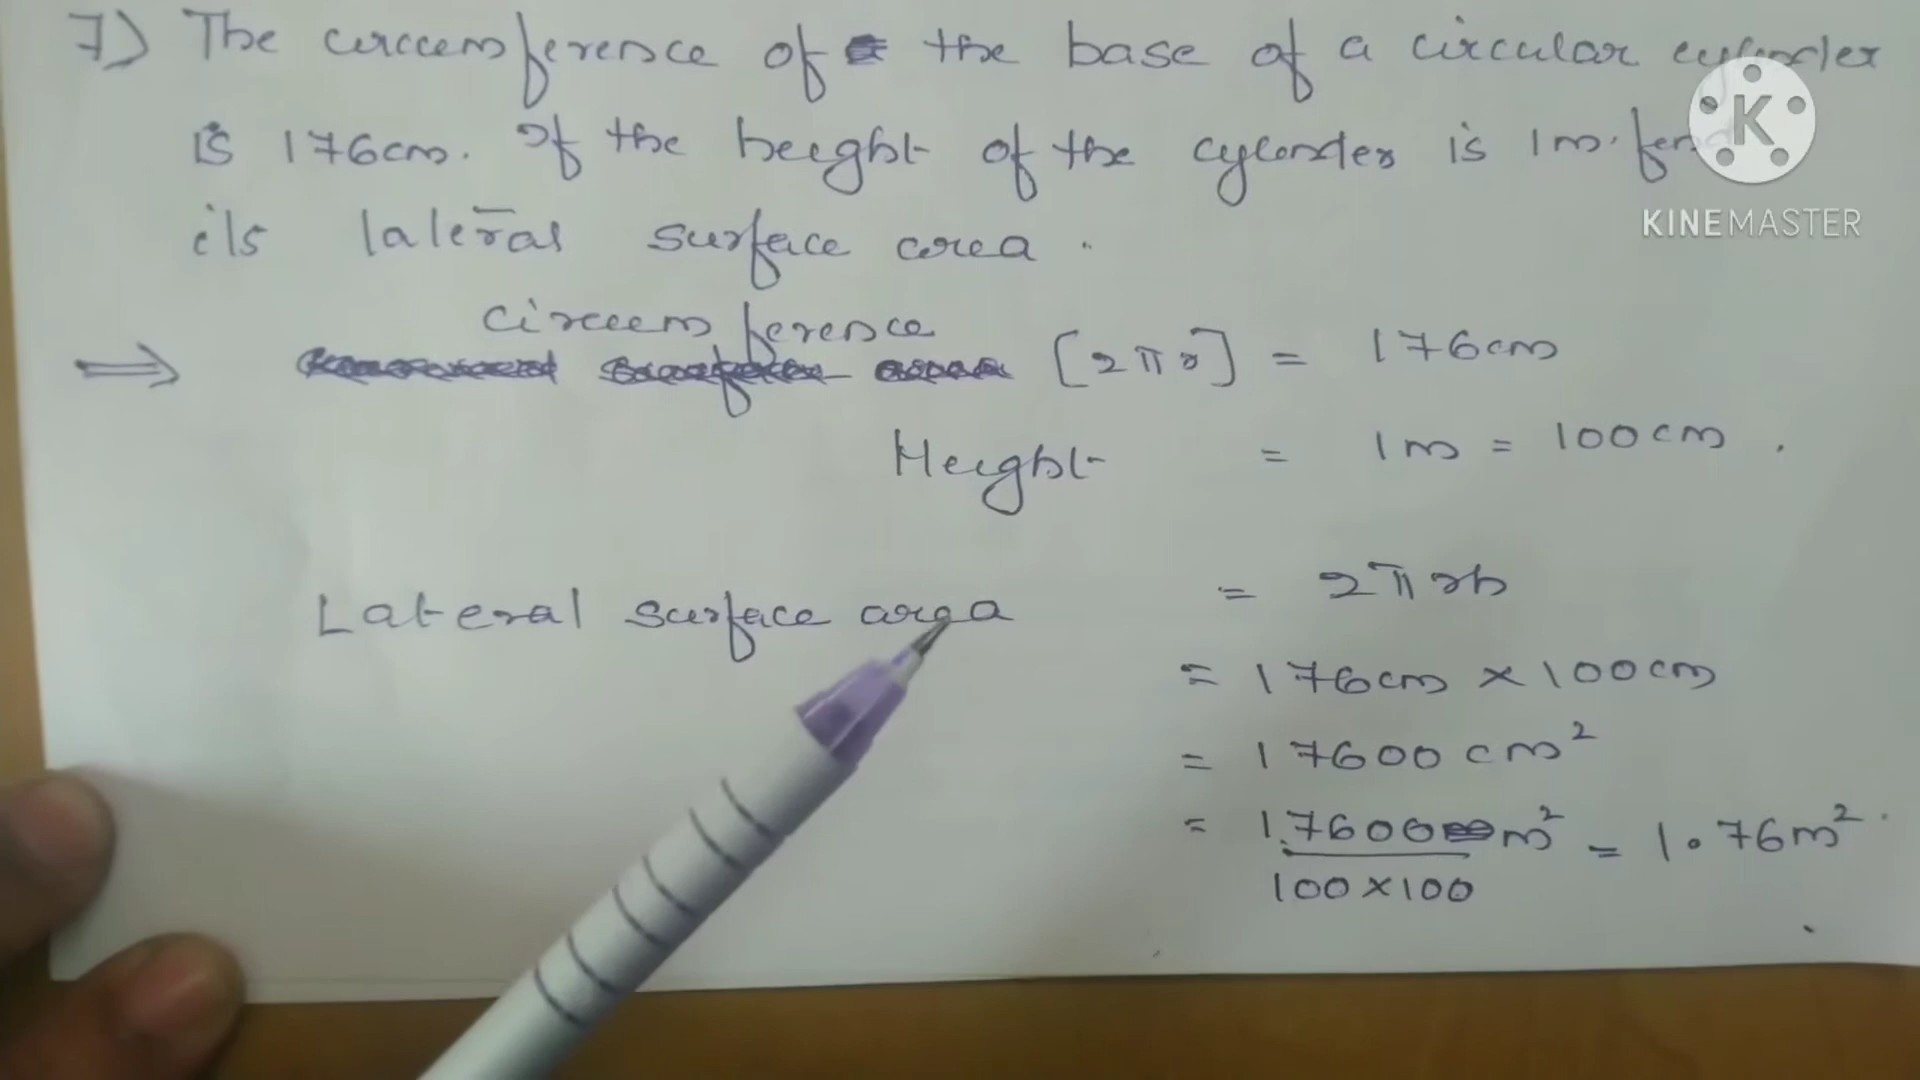 7) The circumference of the base of a circular cylinder
is 176cm. If the height of the cylinder is 1m. find
its lateral surface area.
K
KINEMASTER
circumference
⇒ [2πr] = 176cm
Height = 1m = 100cm.
Lateral surface area = 2πrh
= 176cm × 100cm
= 17600 cm²
= 1.7600 m² = 1.76m².
100×100